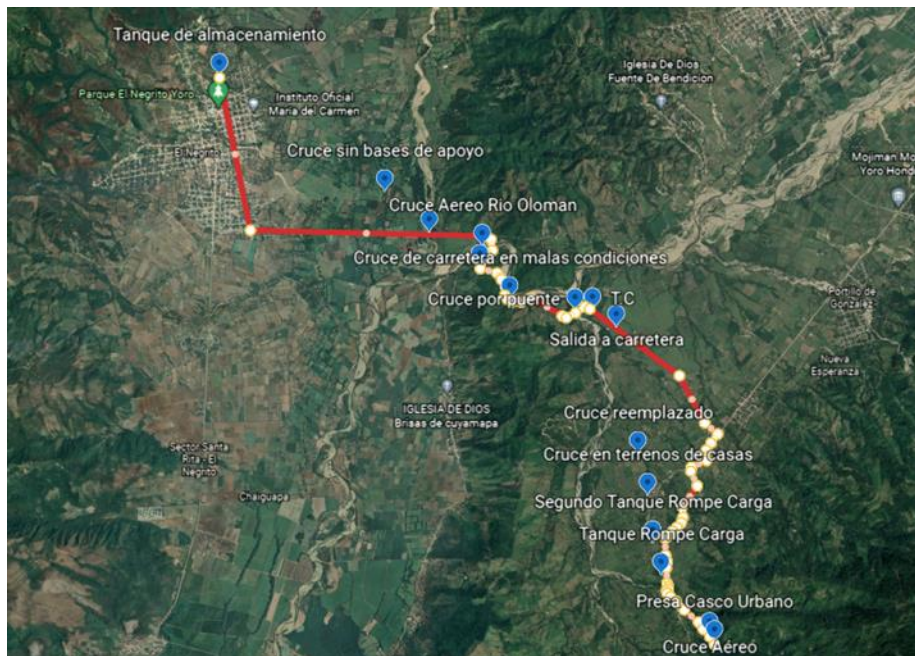 Tanque de almacenamiento
Parque El Negrito Yoro
Instituto Oficial
Maria del Carmen
Iglesia De Dios
Fuente De Bendicion
El Negrito
Cruce sin bases de apoyo
Mojiman Mo
Yoro Hond
Cruce Aereo Rio Oloman
Cruce de carretera en malas condiciones
Cruce por puente
T.C
Portillo de
Gonzalez
Salida a carretera
Nueva
Esperanza
IGLESIA DE DIOS
Brisas de cuyamapa
Cruce reemplazado
Sector Santa
Rita - El
Negrito
Cruce en terrenos de casas
Chaiguapa
Segundo Tanque Rompe Carga
Tanque Rompe Carga
Presa Casco Urbano
Cruce Aéreo